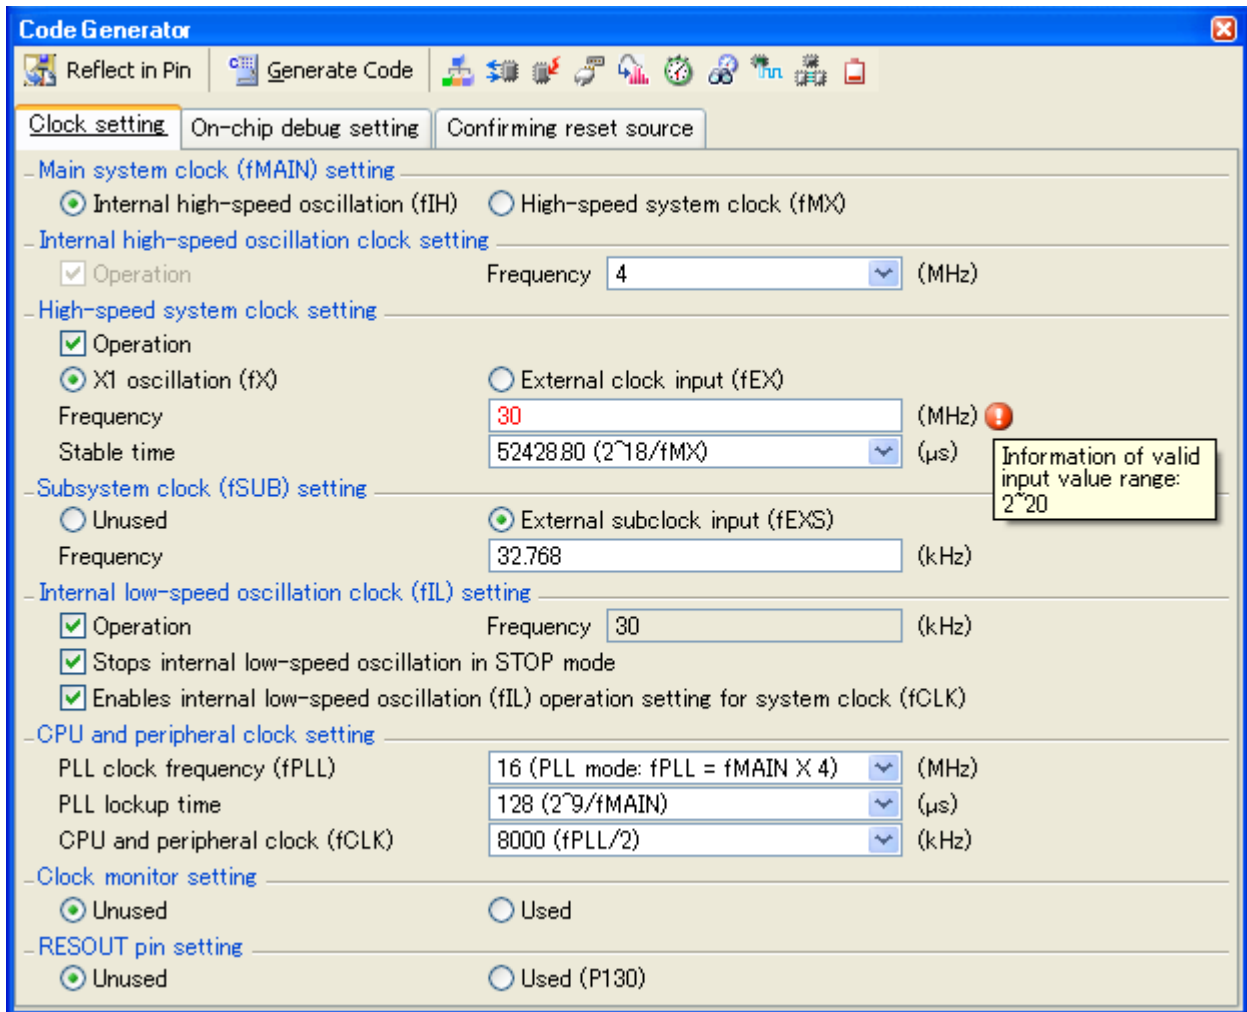 Code Generator
Reflect in Pin Generate Code
Clock setting On-chip debug setting Confirming reset source
Main system clock (fMAIN) setting
Internal high-speed oscillation (fIH) High-speed system clock (fMX)
Internal high-speed oscillation clock setting
Operation Frequency 4 (MHz)
High-speed system clock setting
Operation
X1 oscillation (fX) External clock input (fEX)
Frequency 30 (MHz)
Stable time 52428.80 (2^18/fMX) (µs)
Information of valid
input value range:
2~20
Subsystem clock (fSUB) setting
Unused External subclock input (fEXS)
Frequency 32.768 (kHz)
Internal low-speed oscillation clock (fIL) setting
Operation Frequency 30 (kHz)
Stops internal low-speed oscillation in STOP mode
Enables internal low-speed oscillation (fIL) operation setting for system clock (fCLK)
CPU and peripheral clock setting
PLL clock frequency (fPLL) 16 (PLL mode: fPLL = fMAIN X 4) (MHz)
PLL lockup time 128 (2^9/fMAIN) (µs)
CPU and peripheral clock (fCLK) 8000 (fPLL/2) (kHz)
Clock monitor setting
Unused Used
RESOUT pin setting
Unused Used (P130)